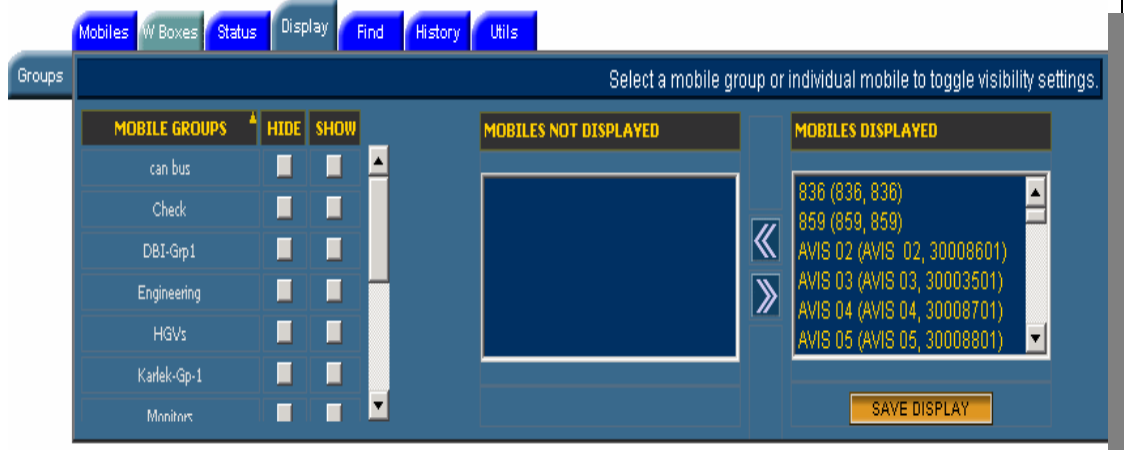 Mobiles W Boxes Status Display Find History Utils
Groups
Select a mobile group or individual mobile to toggle visibility settings.
MOBILE GROUPS HIDE SHOW
can bus
Check
DBI-Grp1
Engineering
HGVs
Karlek-Gp-1
Monitors
MOBILES NOT DISPLAYED
MOBILES DISPLAYED
836 (836, 836)
859 (859, 859)
AVIS 02 (AVIS  02, 30008601)
AVIS 03 (AVIS 03, 30003501)
AVIS 04 (AVIS 04, 30008701)
AVIS 05 (AVIS 05, 30008801)
SAVE DISPLAY